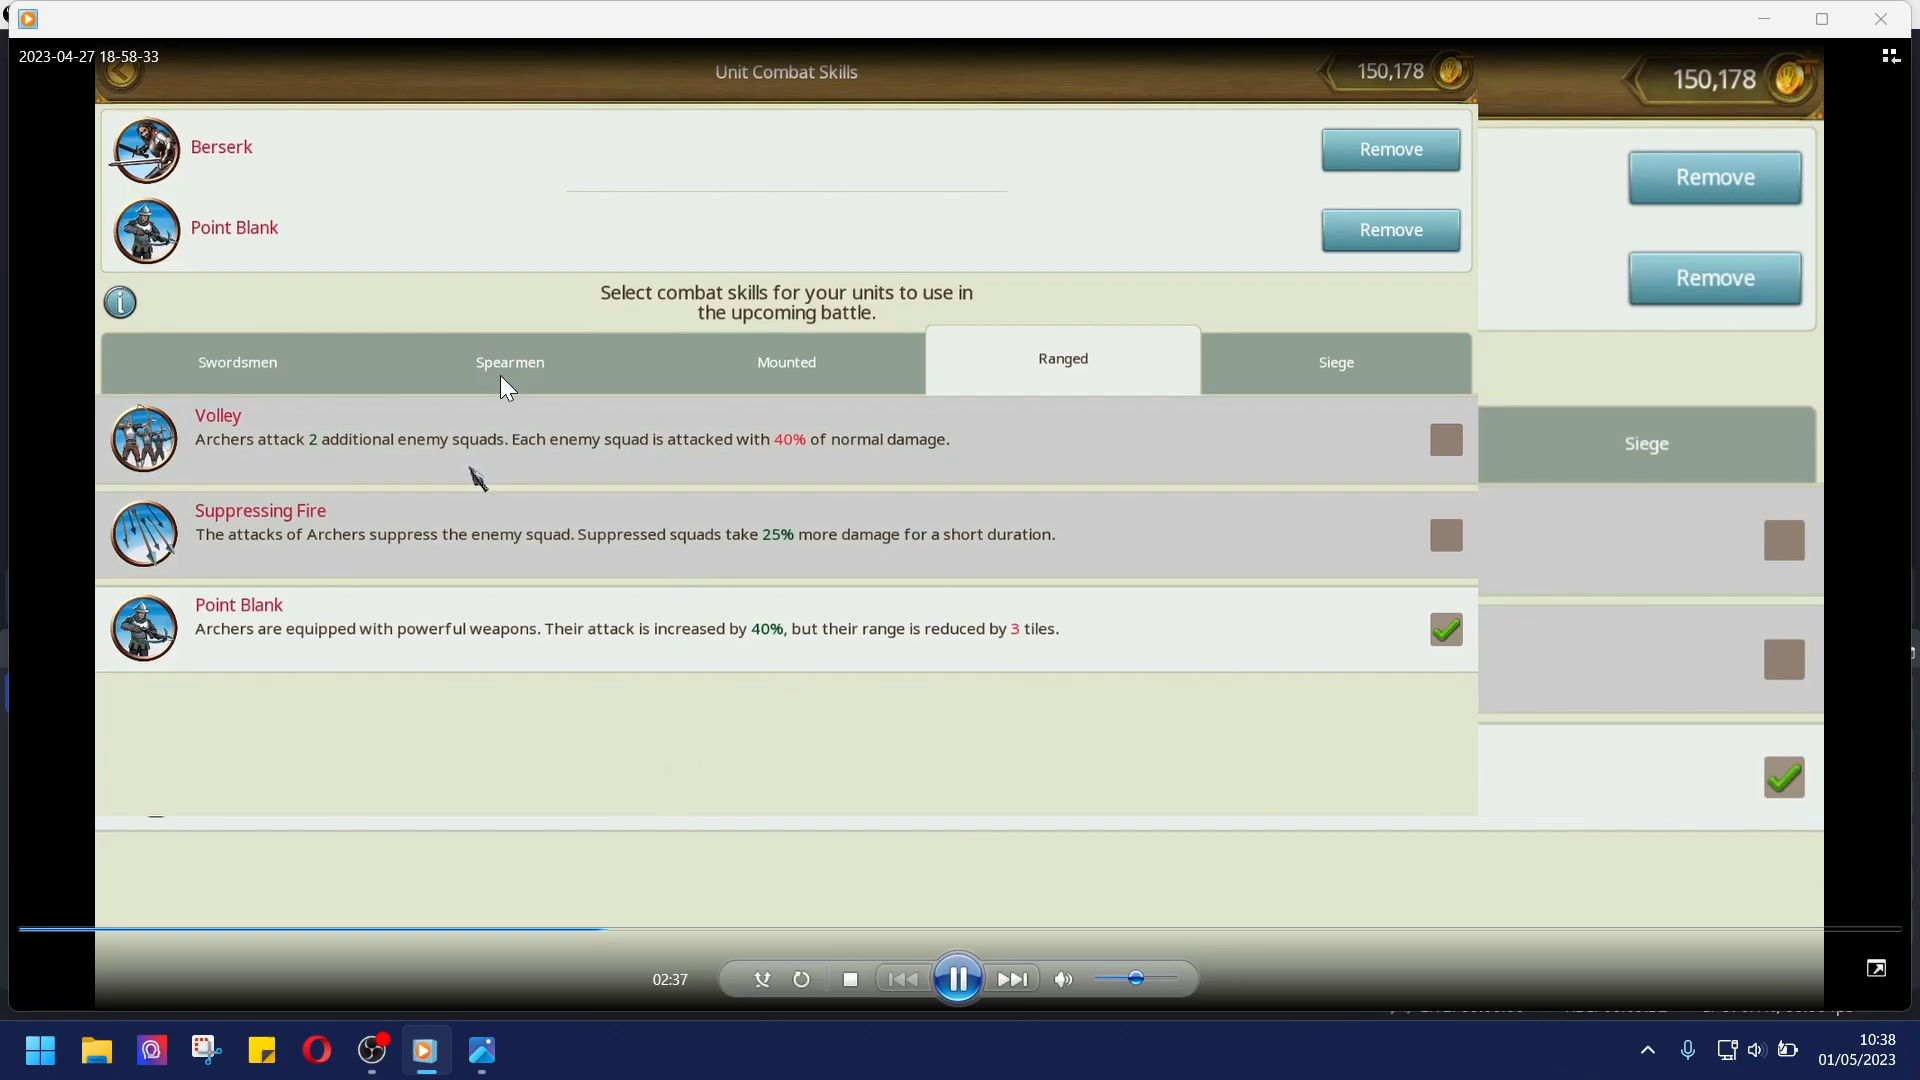 2023-04-27 18-58-33
Unit Combat Skills
150,178
150,178
Berserk
Remove
Remove
Point Blank
Remove
Remove
Select combat skills for your units to use in
the upcoming battle.
Swordsmen
Spearmen
Mounted
Ranged
Siege
Siege
Volley
Archers attack 2 additional enemy squads. Each enemy squad is attacked with 40% of normal damage.
Suppressing Fire
The attacks of Archers suppress the enemy squad. Suppressed squads take 25% more damage for a short duration.
Point Blank
Archers are equipped with powerful weapons. Their attack is increased by 40%, but their range is reduced by 3 tiles.
02:37
10:38
01/05/2023